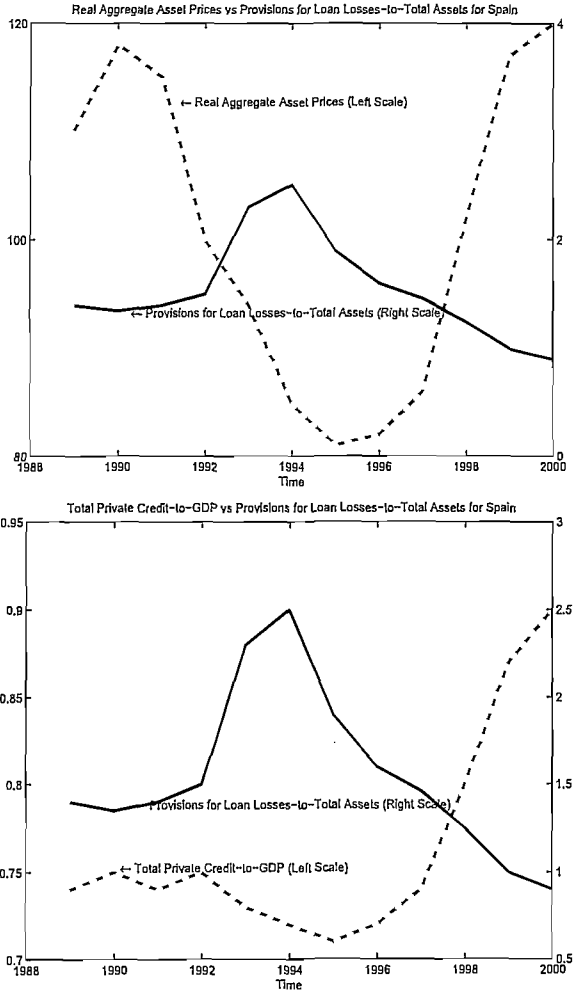 Real Aggregate Asset Prices vs Provisions for Loan Losses-to-Total Assets for Spain
120
4
← Real Aggregate Asset Prices (Left Scale)
100
2
← Provisions for Loan Losses-to-Total Assets (Right Scale)
80
0
1988 1990 1992 1994 1996 1998 2000
Time
Total Private Credit-to-GDP vs Provisions for Loan Losses-to-Total Assets for Spain
0.95
3
0.9
2.5
0.85
2
0.8
1.5
Provisions for Loan Losses-to-Total Assets (Right Scale)
← Total Private Credit-to-GDP (Left Scale)
0.75
1
0.7
0.5
1988 1990 1992 1994 1996 1998 2000
Time